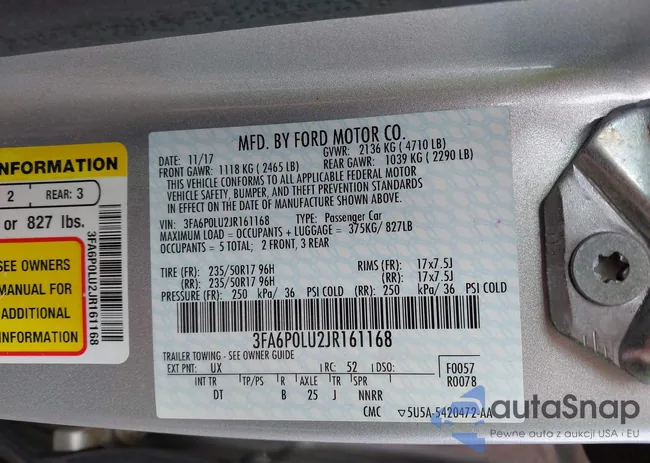 MFD. BY FORD MOTOR CO.
DATE: 11/17 GVWR: 2136 KG ( 4710 LB)
FRONT GAWR: 1118 KG ( 2465 LB) REAR GAWR: 1039 KG ( 2290 LB)
THIS VEHICLE CONFORMS TO ALL APPLICABLE FEDERAL MOTOR
VEHICLE SAFETY, BUMPER, AND THEFT PREVENTION STANDARDS
IN EFFECT ON THE DATE OF MANUFACTURE SHOWN ABOVE.
VIN: 3FA6P0LU2JR161168 TYPE: Passenger Car
MAXIMUM LOAD = OCCUPANTS + LUGGAGE = 375KG/ 827LB
OCCUPANTS = 5 TOTAL; 2 FRONT, 3 REAR
TIRE (FR): 235/50R17 96H RIMS (FR): 17x7.5J
(RR): 235/50R17 96H (RR): 17x7.5J
PRESSURE (FR): 250 kPa/ 36 PSI COLD (RR): 250 kPa/ 36 PSI COLD
3FA6P0LU2JR161168
TRAILER TOWING - SEE OWNER GUIDE
EXT PNT: UX RC: 52 DSO: F0057
R0078
INT TR TP/PS R AXLE TR SPR
DT B 25 J NNRR
CMC ▽5U5A-5420472-AA
INFORMATION
2 REAR: 3
or 827 lbs.
SEE OWNERS
MANUAL FOR
ADDITIONAL
INFORMATION
3FA6P0LU2JR161168
autaSnap
Pewne auto z aukcji USA i EU